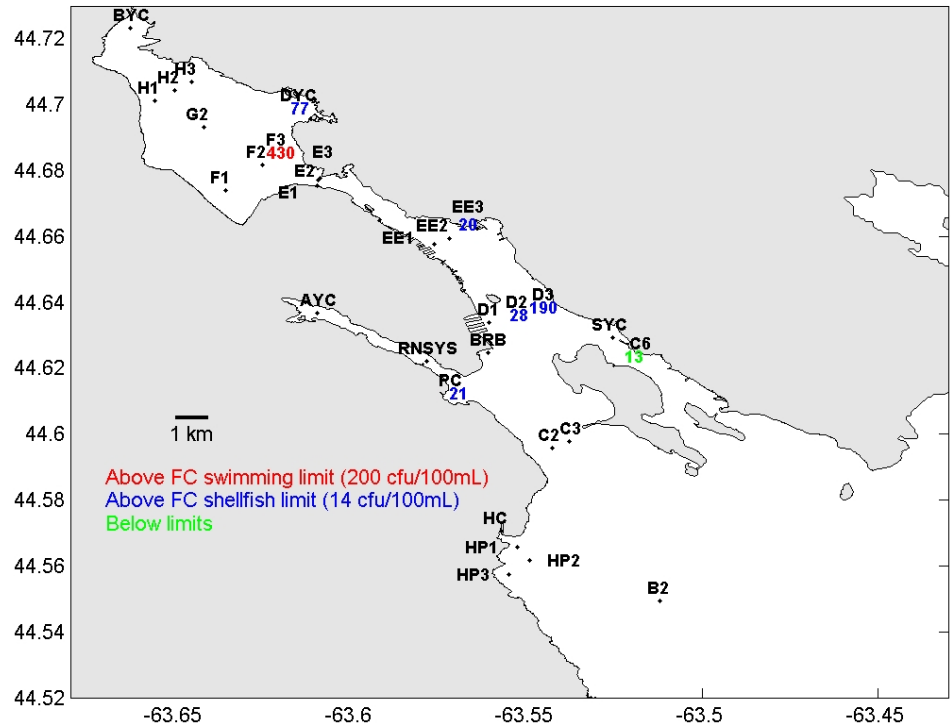 BYC
44.72
H3
H2
H1
DYC
77
44.7
G2
F3
F2 430
E3
44.68
E2
F1
E1
EE3
20
EE2
EE1
44.66
AYC
D3
D2
190
D1
28
44.64
SYC
BRB
C6
13
RNSYS
44.62
PC
21
1 km
C3
C2
44.6
Above FC swimming limit (200 cfu/100mL)
Above FC shellfish limit (14 cfu/100mL)
Below limits
44.58
HC
HP1
HP2
HP3
44.56
B2
44.54
44.52
-63.65 -63.6 -63.55 -63.5 -63.45